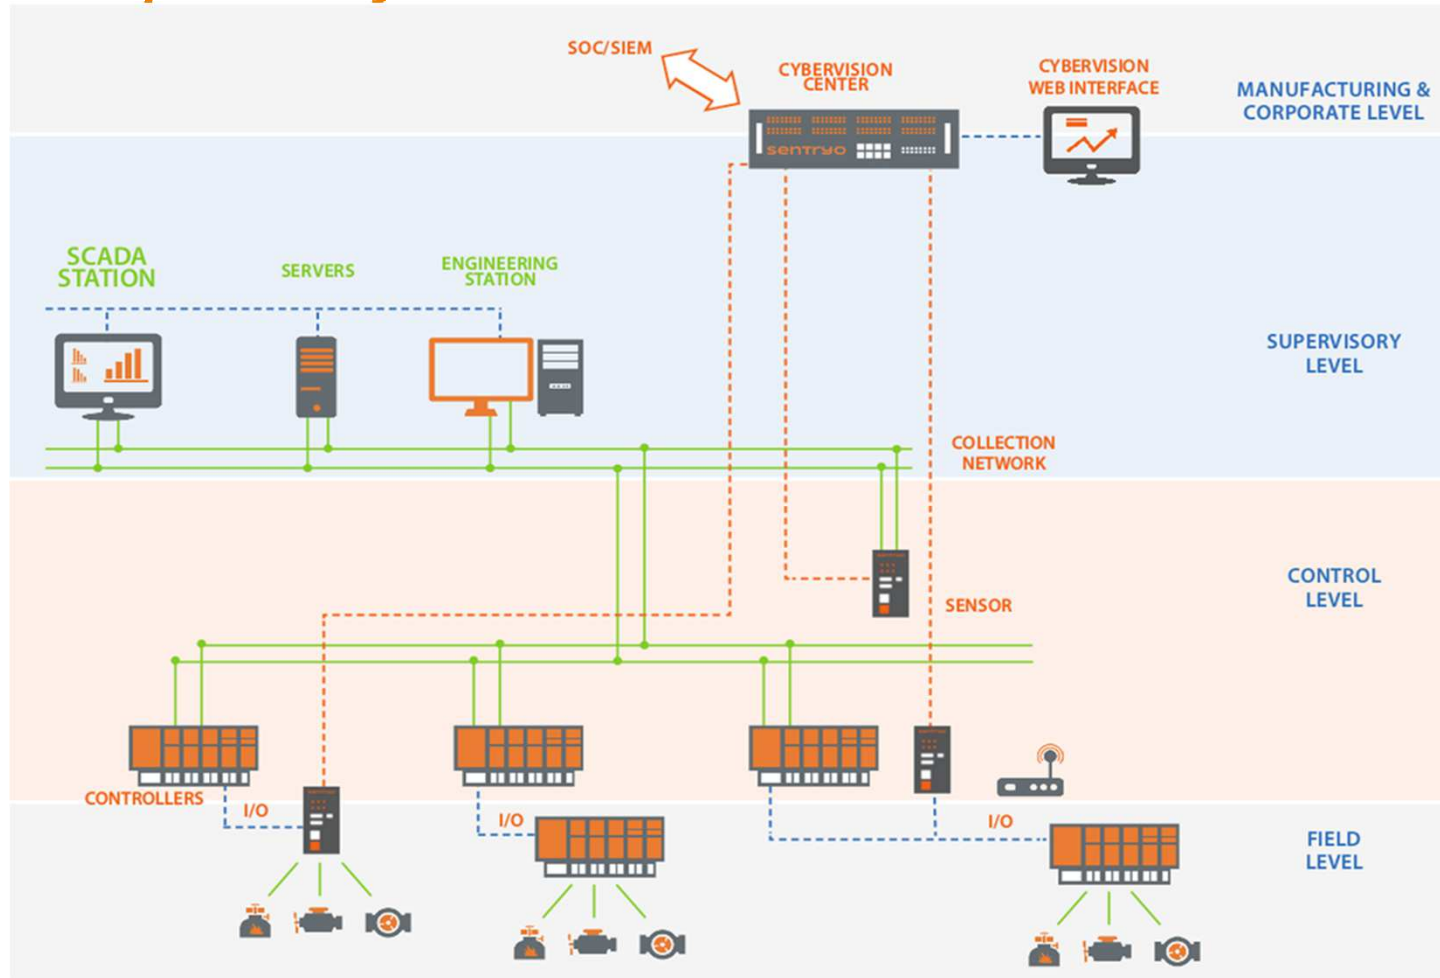 SOC/SIEM
CYBERVISION
CENTER
CYBERVISION
WEB INTERFACE
MANUFACTURING &
CORPORATE LEVEL
sentryo
SCADA
STATION
SERVERS
ENGINEERING
STATION
SUPERVISORY
LEVEL
COLLECTION
NETWORK
CONTROL
LEVEL
SENSOR
CONTROLLERS
I/O
I/O
I/O
FIELD
LEVEL